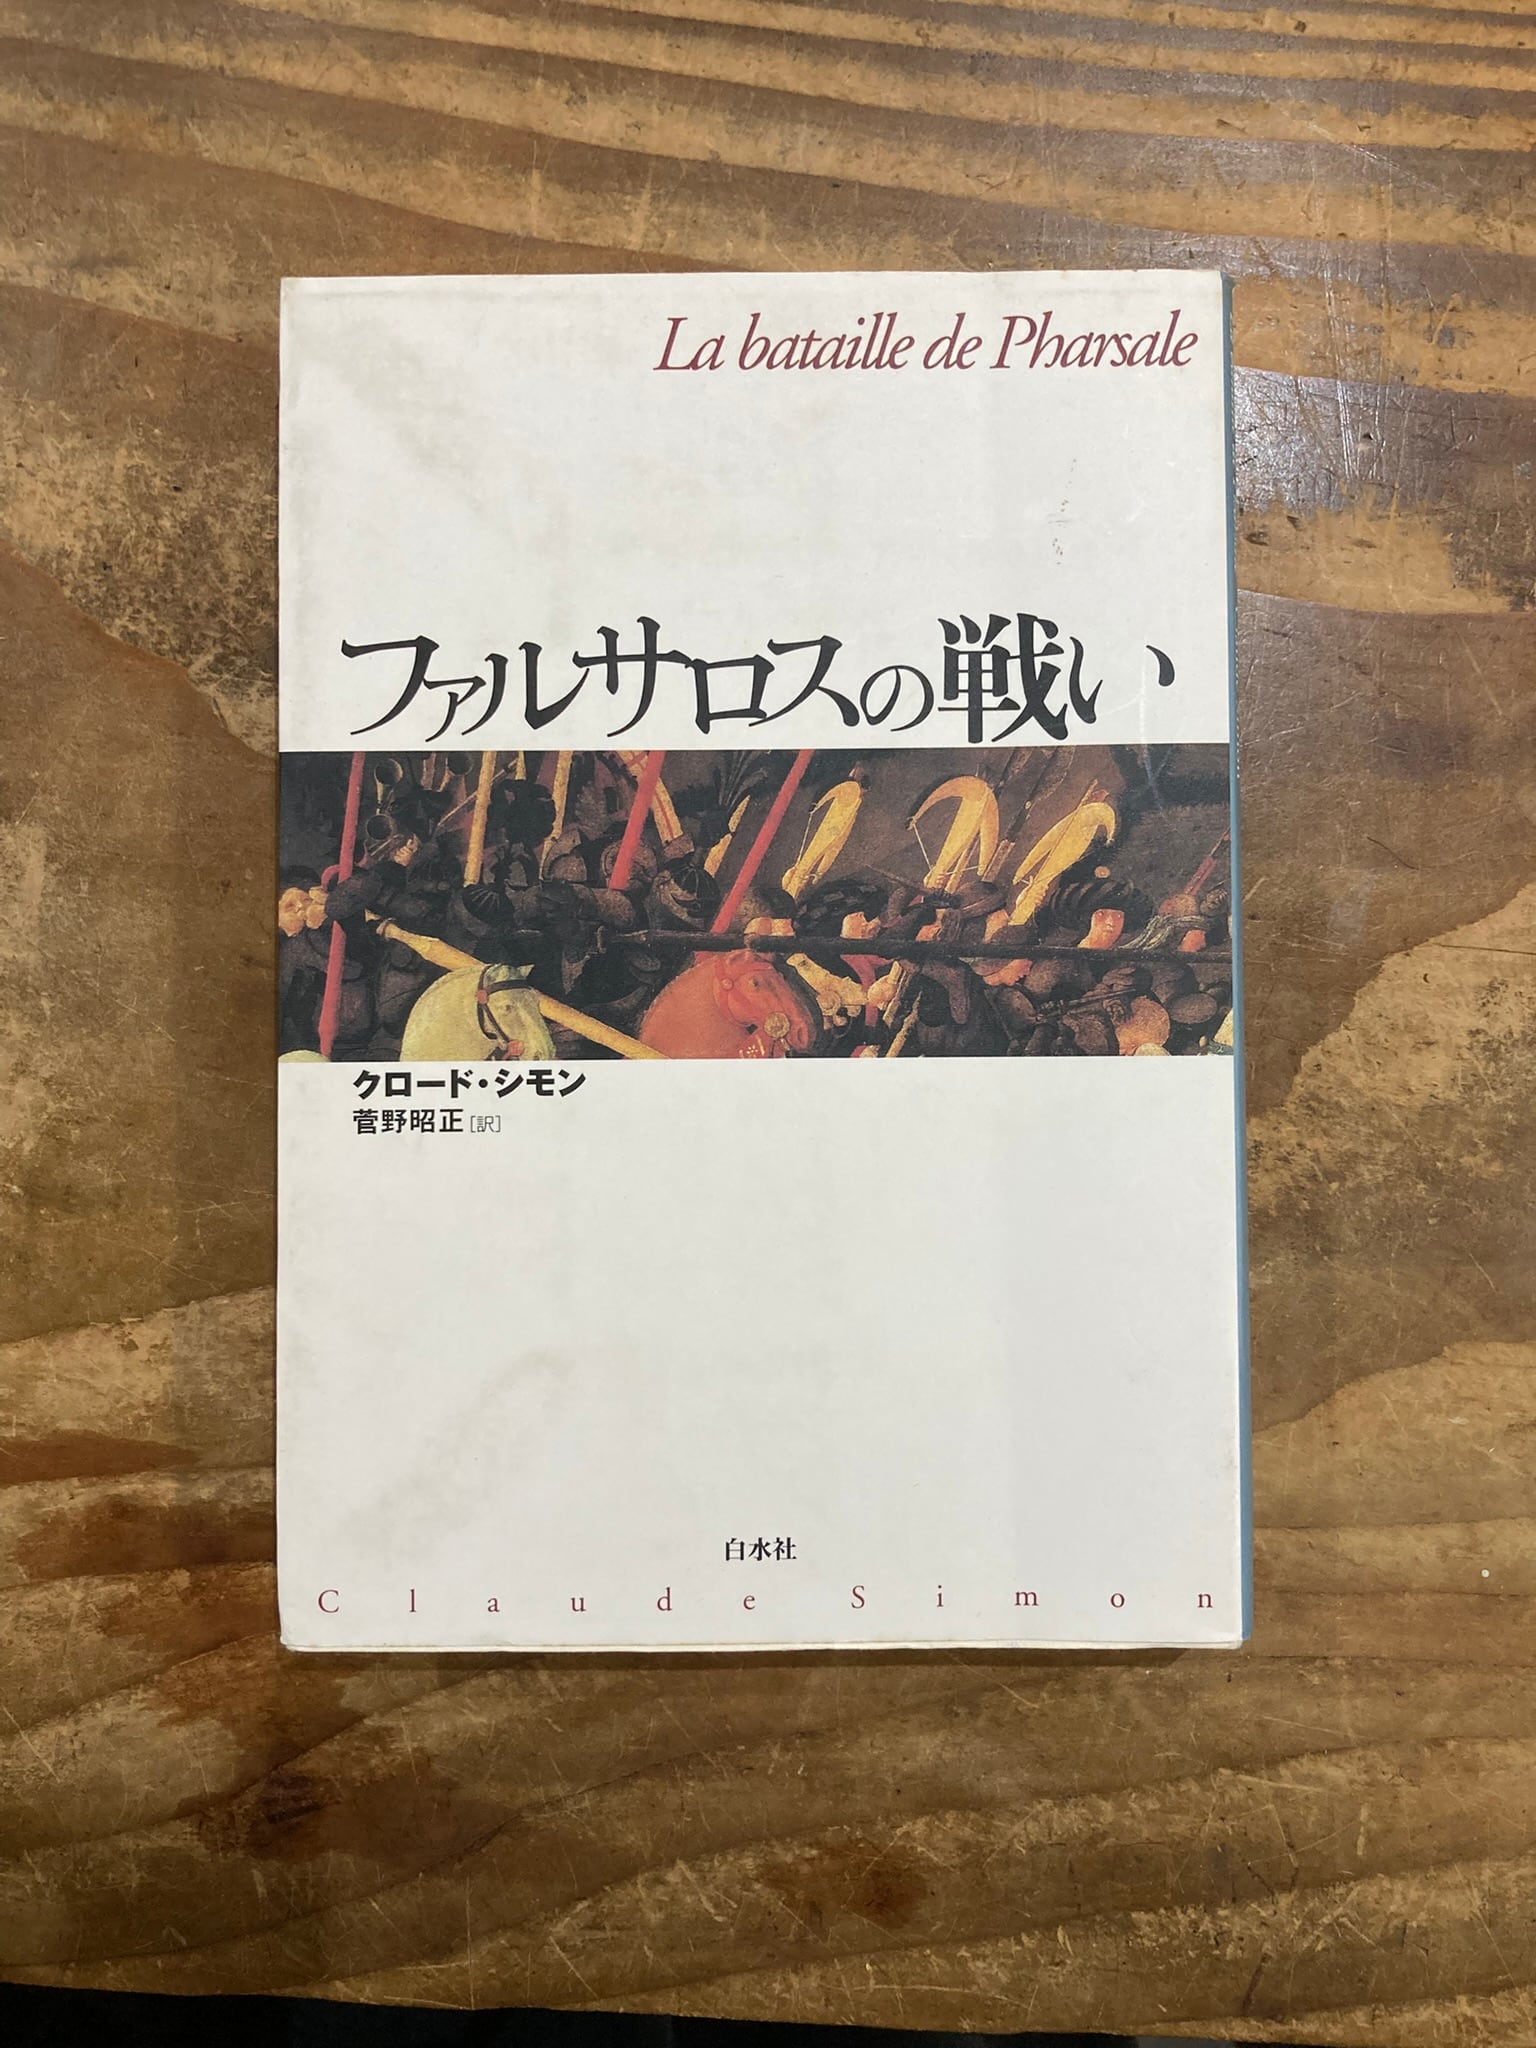 La bataille de Pharsale
ファルサロスの戦い
クロード・シモン
菅野昭正[訳]
白水社
Claude Simon